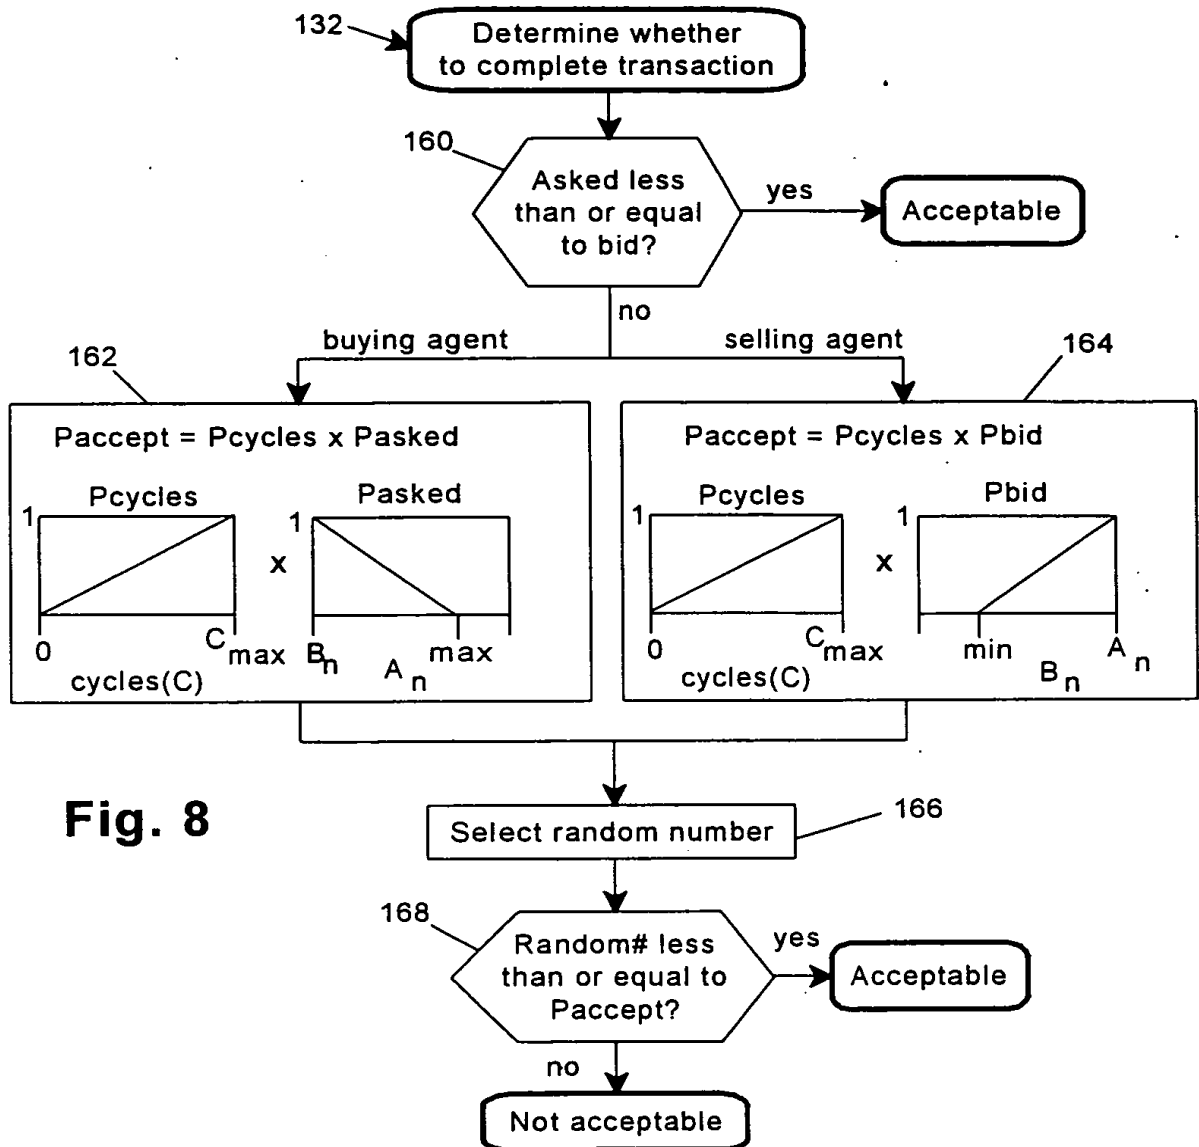 132
Determine whether
to complete transaction
160
Asked less
than or equal
to bid?
yes
Acceptable
no
buying agent
selling agent
162
164
Paccept = Pcycles x Pasked
Pcycles
Pasked
1
1
x
0
Cmax
Bn
An
max
cycles(C)
Paccept = Pcycles x Pbid
Pcycles
Pbid
1
1
x
0
Cmax
min
Bn
An
cycles(C)
Fig. 8
Select random number
166
168
Random# less
than or equal to
Paccept?
yes
Acceptable
no
Not acceptable